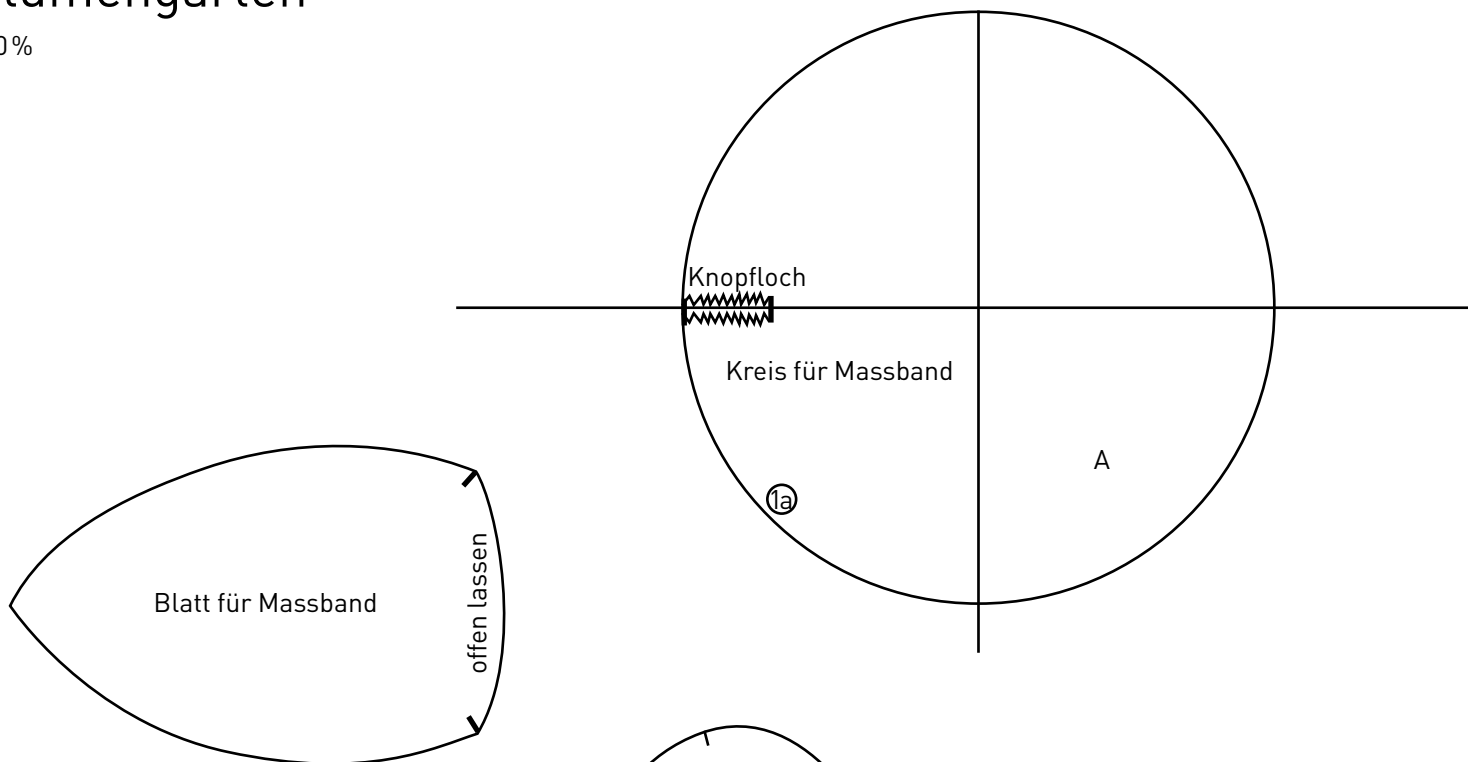 lumengarten
0%
Knopfloch
Kreis für Massband
A
1a
Blatt für Massband
offen lassen